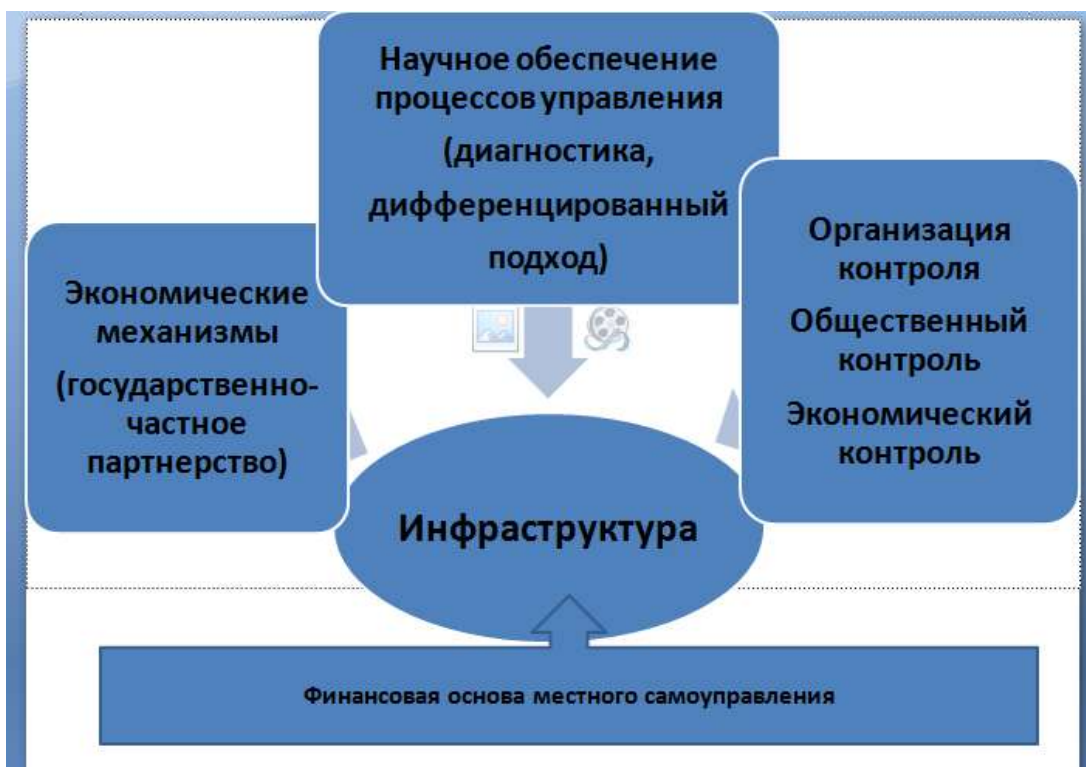 Научное обеспечение
процессов управления
(диагностика,
дифференцированный
подход)
Экономические
механизмы
(государственно-
частное
партнерство)
Организация
контроля
Общественный
контроль
Экономический
контроль
Инфраструктура
Финансовая основа местного самоуправления